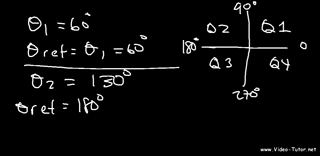 θ₁ = 60°
θref = θ₁ = 60°
θ₂ = 130°
θref = 180°
90°
Q2 Q1
180° 0
Q3 Q4
270°
www.Video-Tutor.net